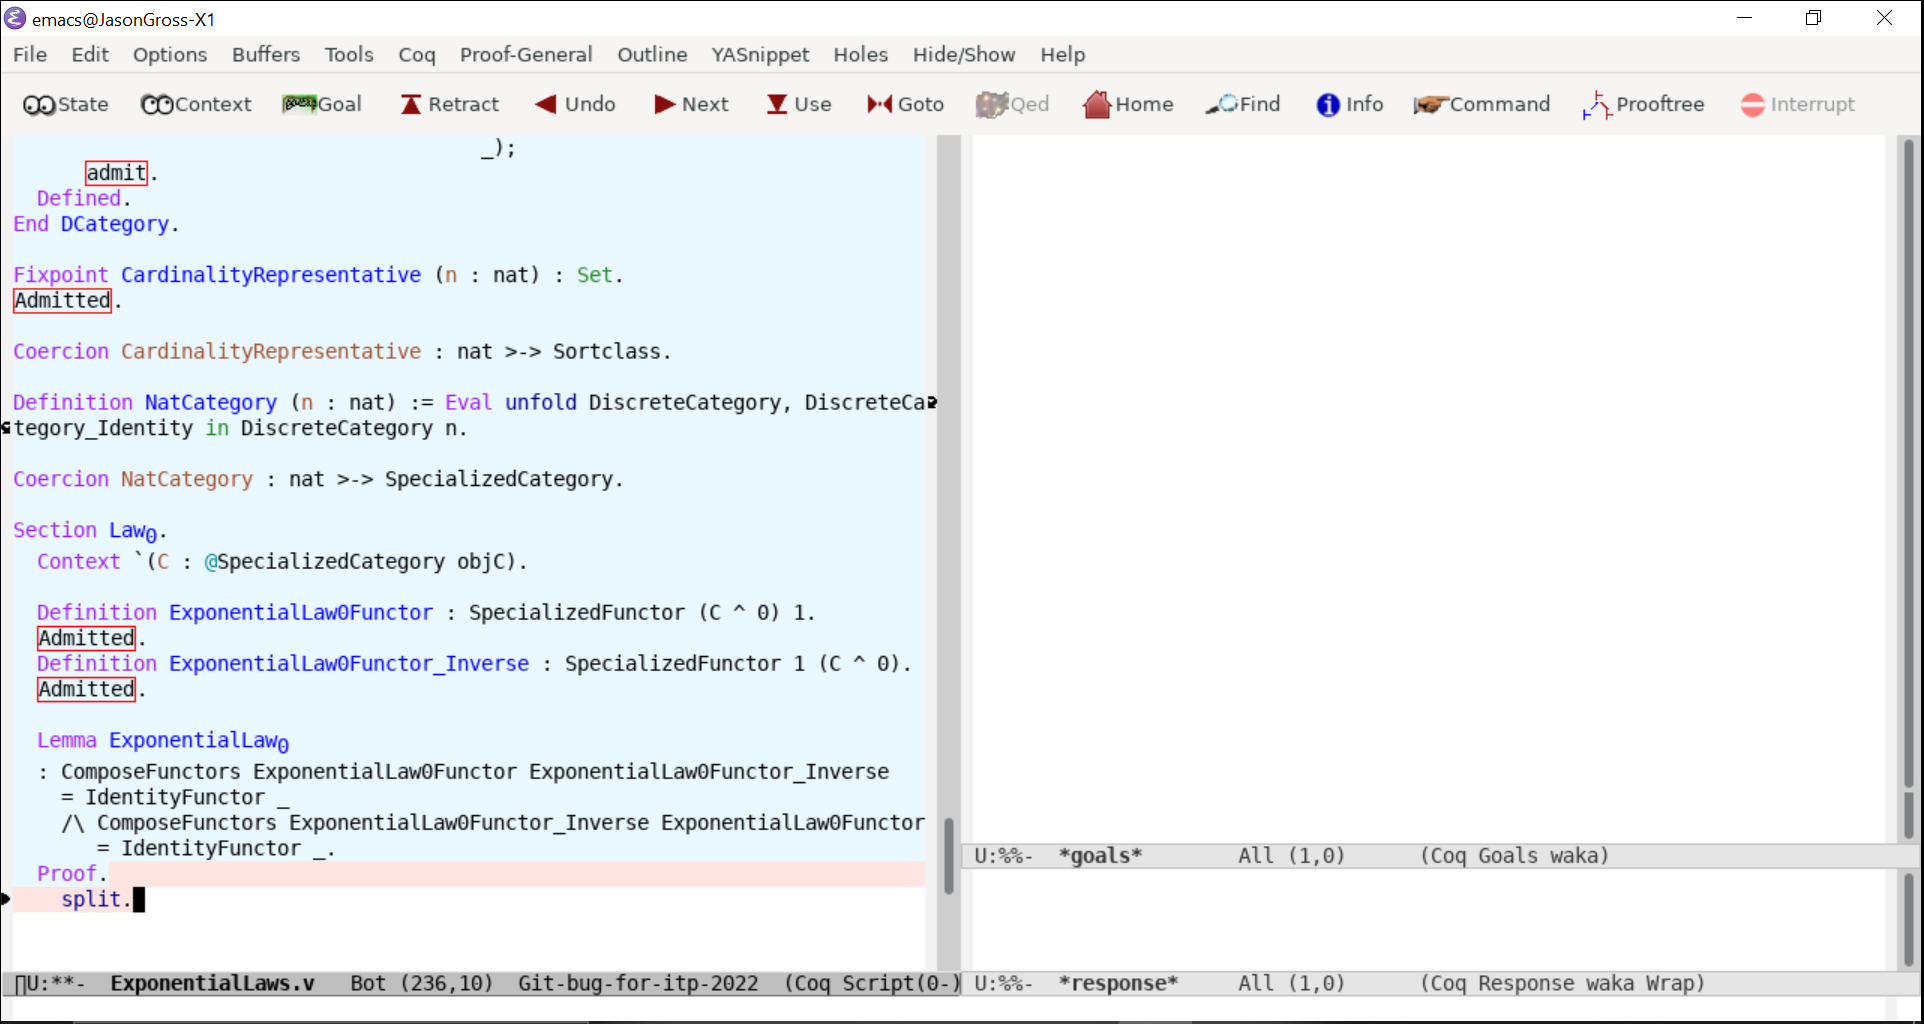 emacs@JasonGross-X1
File Edit Options Buffers Tools Coq Proof-General Outline YASnippet Holes Hide/Show Help
State Context Goal Retract Undo Next Use Goto Qed Home Find Info Command Prooftree Interrupt
_);
admit.
Defined.
End DCategory.
Fixpoint CardinalityRepresentative (n : nat) : Set.
Admitted.
Coercion CardinalityRepresentative : nat >-> Sortclass.
Definition NatCategory (n : nat) := Eval unfold DiscreteCategory, DiscreteCa
tegory_Identity in DiscreteCategory n.
Coercion NatCategory : nat >-> SpecializedCategory.
Section Law₀.
Context `(C : @SpecializedCategory objC).
Definition ExponentialLaw0Functor : SpecializedFunctor (C ^ 0) 1.
Admitted.
Definition ExponentialLaw0Functor_Inverse : SpecializedFunctor 1 (C ^ 0).
Admitted.
Lemma ExponentialLaw₀
: ComposeFunctors ExponentialLaw0Functor ExponentialLaw0Functor_Inverse
= IdentityFunctor _
/\ ComposeFunctors ExponentialLaw0Functor_Inverse ExponentialLaw0Functor
= IdentityFunctor _.
Proof.
split.
U:**- ExponentialLaws.v Bot (236,10) Git-bug-for-itp-2022 (Coq Script(0-)
U:%%- *goals* All (1,0) (Coq Goals waka)
U:%%- *response* All (1,0) (Coq Response waka Wrap)